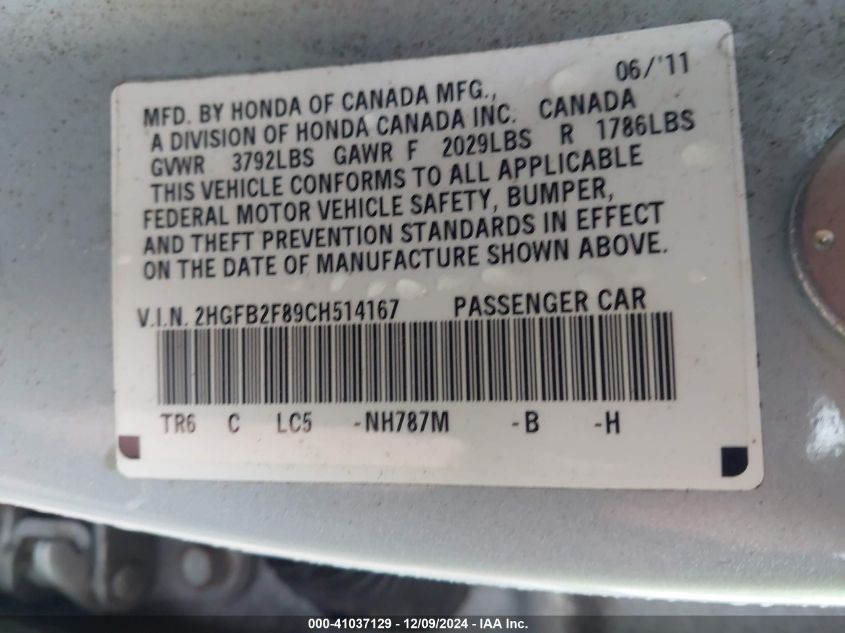 06/'11
MFD. BY HONDA OF CANADA MFG.,
A DIVISION OF HONDA CANADA INC. CANADA
GVWR 3792LBS GAWR F 2029LBS R 1786LBS
THIS VEHICLE CONFORMS TO ALL APPLICABLE
FEDERAL MOTOR VEHICLE SAFETY, BUMPER,
AND THEFT PREVENTION STANDARDS IN EFFECT
ON THE DATE OF MANUFACTURE SHOWN ABOVE.
V.I.N. 2HGFB2F89CH514167 PASSENGER CAR
TR6 C LC5 -NH787M -B -H
000-41037129 - 12/09/2024 - IAA Inc.